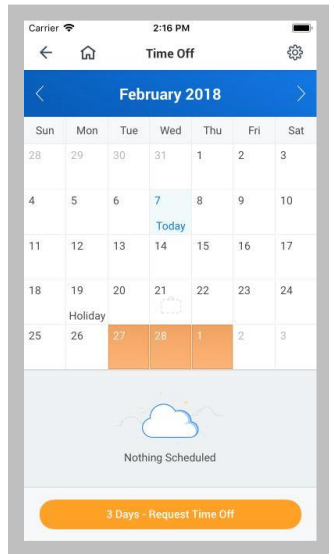 Carrier 2:16 PM
Time Off
February 2018
Sun Mon Tue Wed Thu Fri Sat
28 29 30 31 1 2 3
4 5 6 7 8 9 10
Today
11 12 13 14 15 16 17
18 19 20 21 22 23 24
Holiday
25 26 27 28 1 2 3
Nothing Scheduled
3 Days - Request Time Off